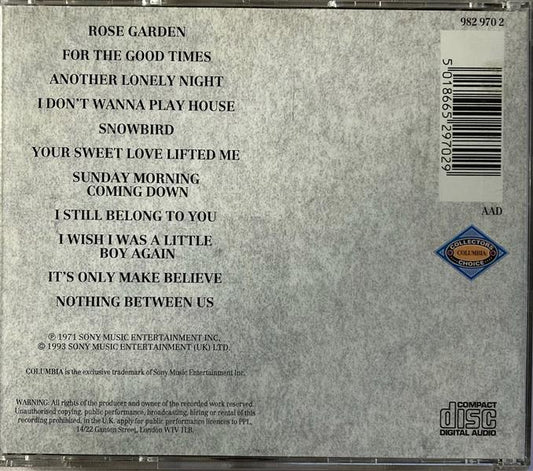 982 970 2
ROSE GARDEN
FOR THE GOOD TIMES
ANOTHER LONELY NIGHT
I DON'T WANNA PLAY HOUSE
SNOWBIRD
YOUR SWEET LOVE LIFTED ME
SUNDAY MORNING
COMING DOWN
I STILL BELONG TO YOU
I WISH I WAS A LITTLE
BOY AGAIN
IT'S ONLY MAKE BELIEVE
NOTHING BETWEEN US
5 018665 297029
AAD
COLLECTORS
COLUMBIA
CHOICE
℗ 1971 SONY MUSIC ENTERTAINMENT INC.
© 1993 SONY MUSIC ENTERTAINMENT (UK) LTD.
COLUMBIA is the exclusive trademark of Sony Music Entertainment Inc.
WARNING: All rights of the producer and owner of the recorded work reserved.
Unauthorised copying, public performance, broadcasting, hiring or rental of this
recording prohibited, in the U.K. apply for public performance licences to PPL,
14/22 Ganton Street, London W1V 1LB.
COMPACT
disc
DIGITAL AUDIO